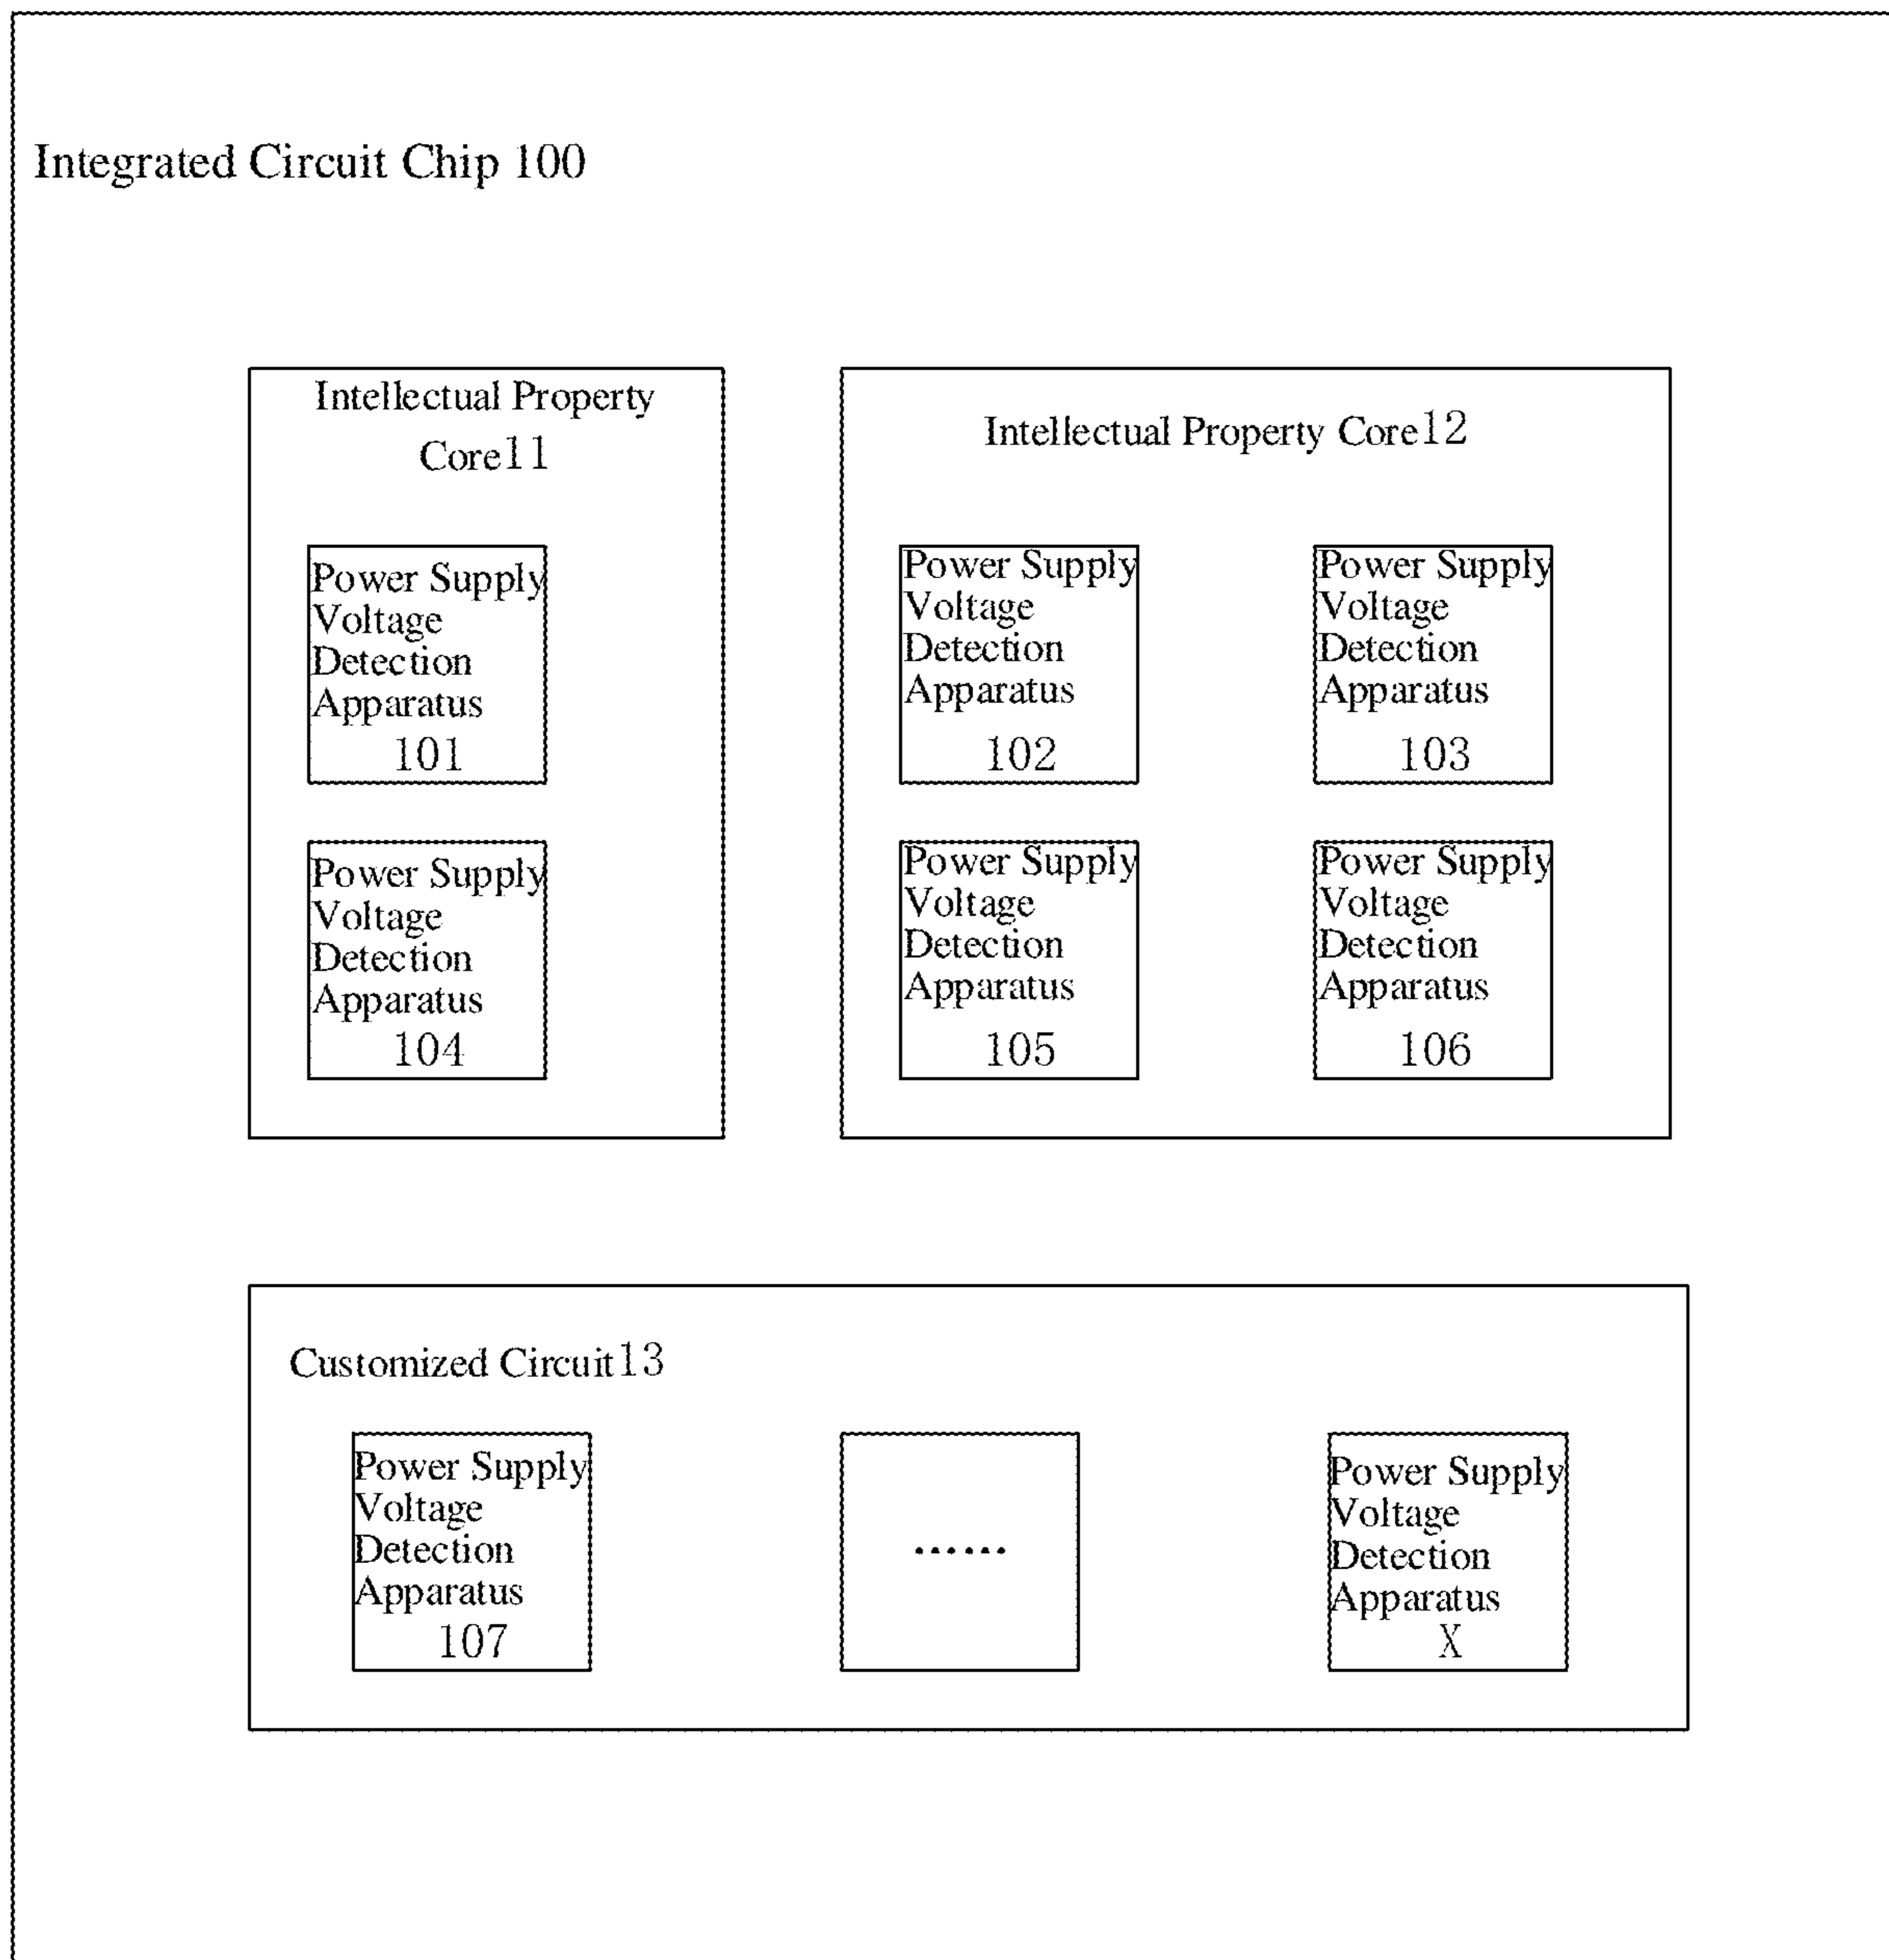 Integrated Circuit Chip 100
Intellectual Property
Core11
Power Supply
Voltage
Detection
Apparatus
101
Power Supply
Voltage
Detection
Apparatus
104
Intellectual Property Core12
Power Supply
Voltage
Detection
Apparatus
102
Power Supply
Voltage
Detection
Apparatus
103
Power Supply
Voltage
Detection
Apparatus
105
Power Supply
Voltage
Detection
Apparatus
106
Customized Circuit13
Power Supply
Voltage
Detection
Apparatus
107
......
Power Supply
Voltage
Detection
Apparatus
X